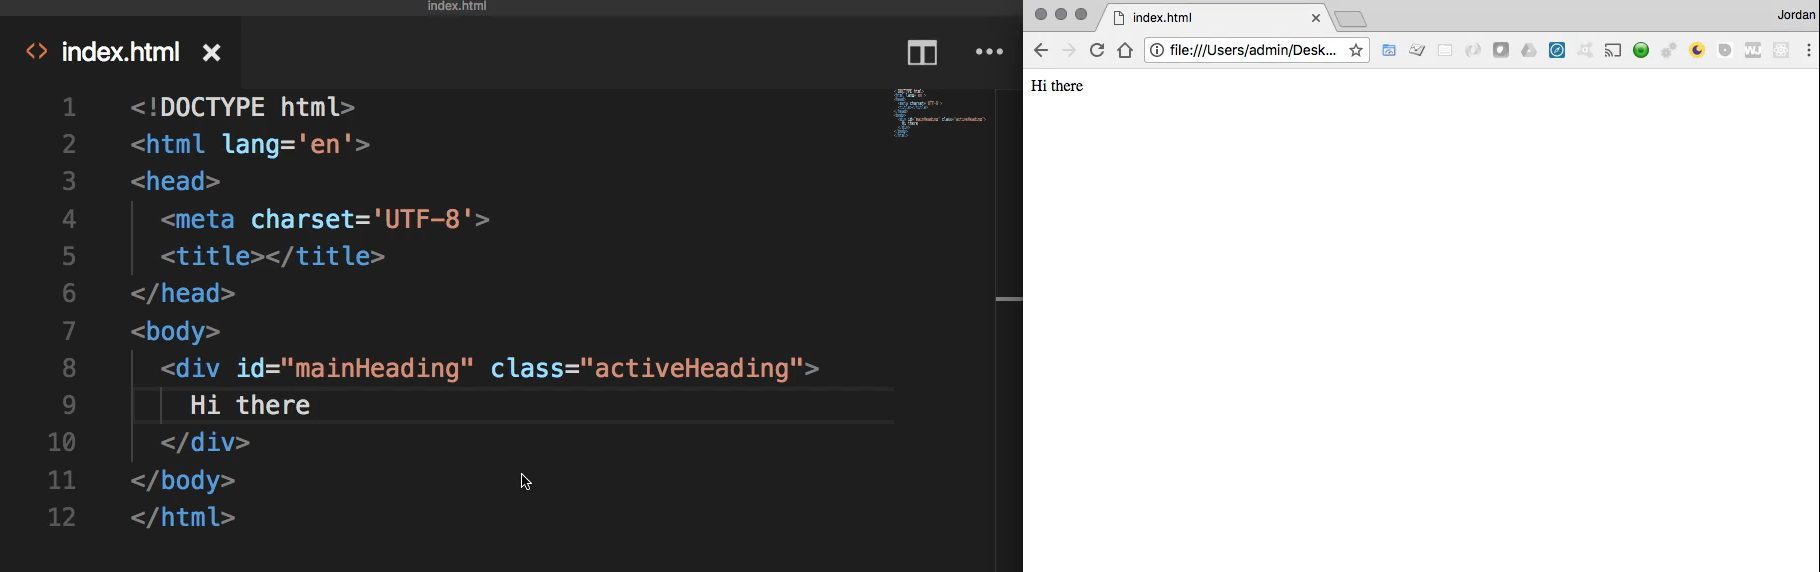 index.html
index.html
1 <!DOCTYPE html>
2 <html lang='en'>
3 <head>
4 <meta charset='UTF-8'>
5 <title></title>
6 </head>
7 <body>
8 <div id="mainHeading" class="activeHeading">
9 Hi there
10 </div>
11 </body>
12 </html>
index.html
Jordan
file:///Users/admin/Desk...
WJ
Hi there